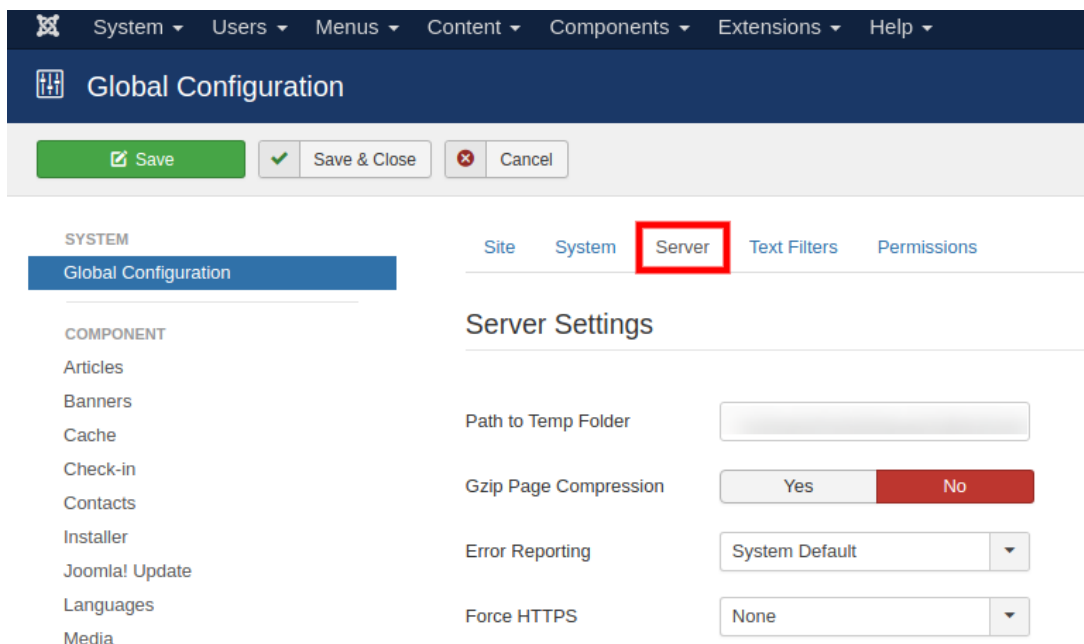 System Users Menus Content Components Extensions Help
Global Configuration
Save Save & Close Cancel
SYSTEM
Global Configuration
COMPONENT
Articles
Banners
Cache
Check-in
Contacts
Installer
Joomla! Update
Languages
Media
Site System Server Text Filters Permissions
Server Settings
Path to Temp Folder
Gzip Page Compression Yes No
Error Reporting System Default
Force HTTPS None